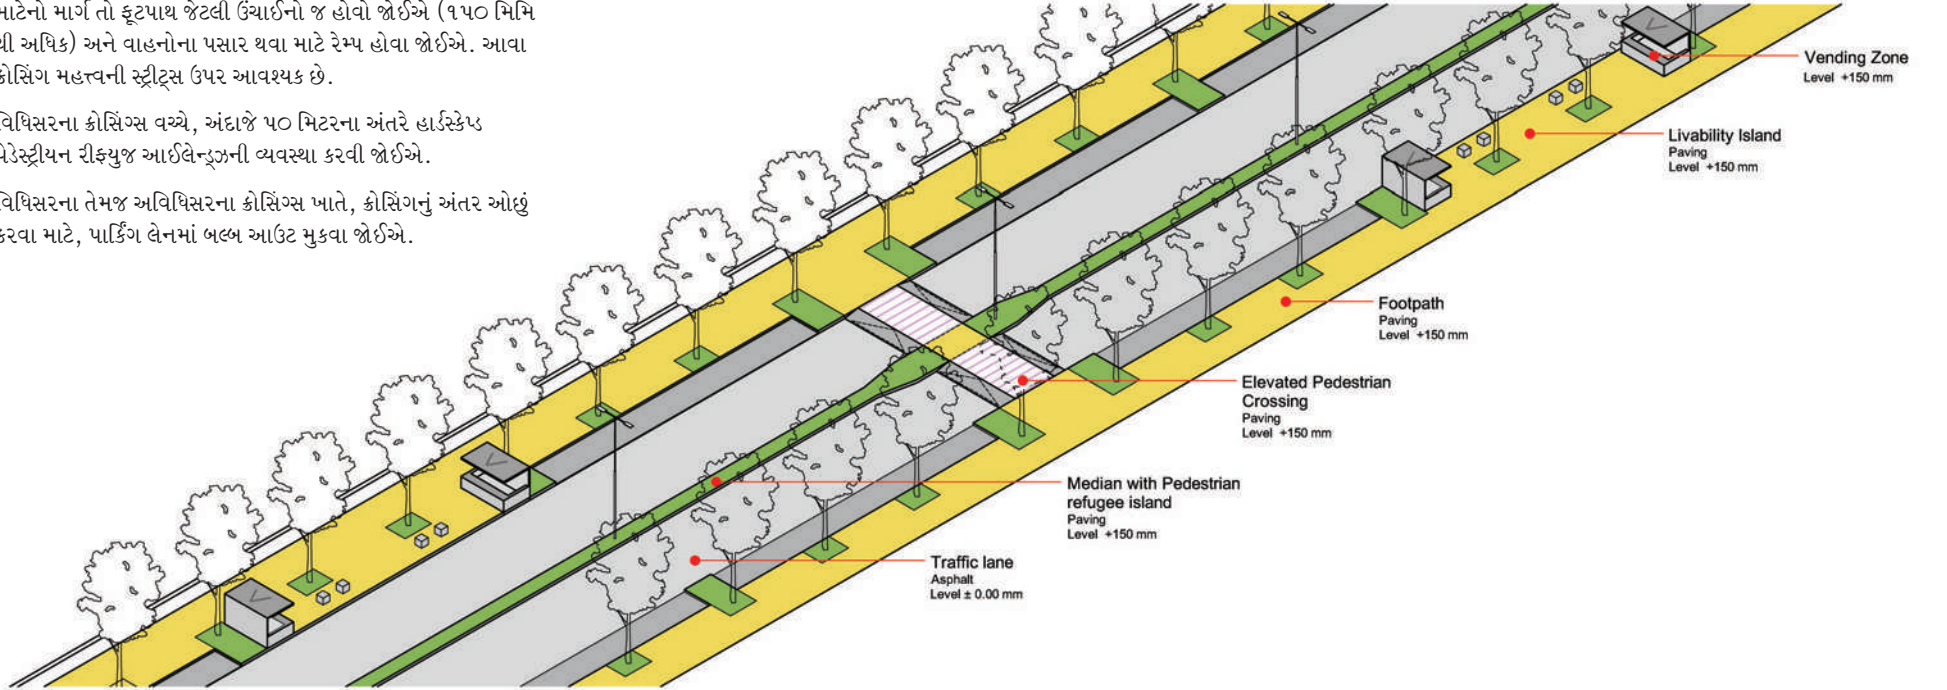 માટેનો માર્ગ તો ફૂટપાથ જેટલી ઉંચાઈનો જ હોવો જોઈએ (૧૫૦ મિમિ
થી અધિક) અને વાહનોના પસાર થવા માટે રેમ્પ હોવા જોઈએ. આવા
ક્રોસિંગ મહત્ત્વની સ્ટ્રીટ્સ ઉપર આવશ્યક છે.
વિધિસરના ક્રોસિંગ્સ વચ્ચે, અંદાજે ૫૦ મિટરના અંતરે હાર્ડસ્કેપ્ડ
પેડેસ્ટ્રીયન રીફ્યુજ આઈલેન્ડ્ઝની વ્યવસ્થા કરવી જોઈએ.
વિધિસરના તેમજ અવિધિસરના ક્રોસિંગ્સ ખાતે, ક્રોસિંગનું અંતર ઓછું
કરવા માટે, પાર્કિંગ લેનમાં બલ્બ આઉટ મુકવા જોઈએ.
Vending Zone
Level +150 mm
Livability Island
Paving
Level +150 mm
Footpath
Paving
Level +150 mm
Elevated Pedestrian
Crossing
Paving
Level +150 mm
Median with Pedestrian
refugee island
Paving
Level +150 mm
Traffic lane
Asphalt
Level ± 0.00 mm